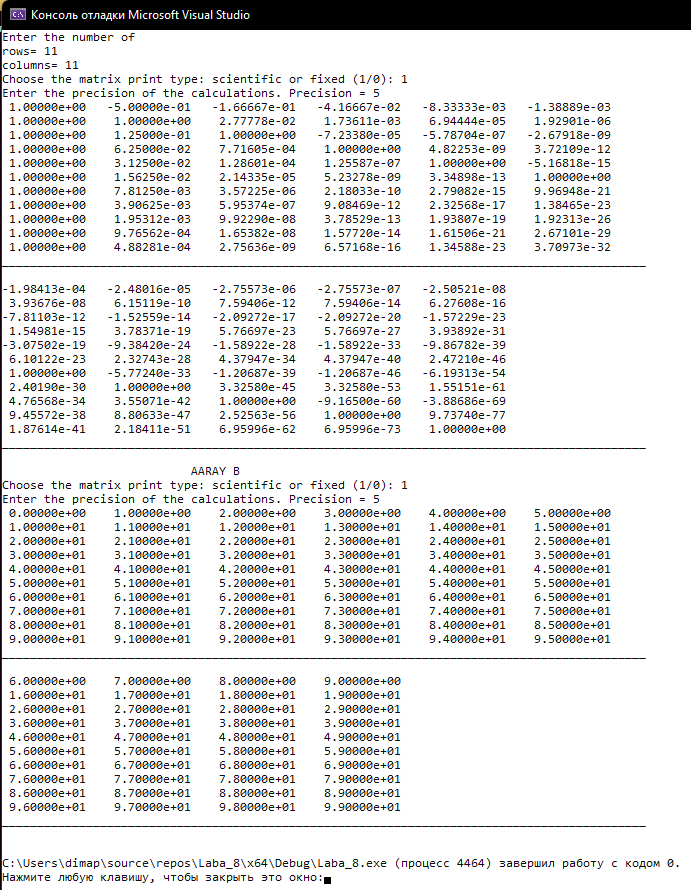 Консоль отладки Microsoft Visual Studio
Enter the number of
rows= 11
columns= 11
Choose the matrix print type: scientific or fixed (1/0): 1
Enter the precision of the calculations. Precision = 5
1.00000e+00 -5.00000e-01 -1.66667e-01 -4.16667e-02 -8.33333e-03 -1.38889e-03
1.00000e+00 1.00000e+00 2.77778e-02 1.73611e-03 6.94444e-05 1.92901e-06
1.00000e+00 1.25000e-01 1.00000e+00 -7.23380e-05 -5.78704e-07 -2.67918e-09
1.00000e+00 6.25000e-02 7.71605e-04 1.00000e+00 4.82253e-09 3.72109e-12
1.00000e+00 3.12500e-02 1.28601e-04 1.25587e-07 1.00000e+00 -5.16818e-15
1.00000e+00 1.56250e-02 2.14335e-05 5.23278e-09 3.34898e-13 1.00000e+00
1.00000e+00 7.81250e-03 3.57225e-06 2.18033e-10 2.79082e-15 9.96948e-21
1.00000e+00 3.90625e-03 5.95374e-07 9.08469e-12 2.32568e-17 1.38465e-23
1.00000e+00 1.95312e-03 9.92290e-08 3.78529e-13 1.93807e-19 1.92313e-26
1.00000e+00 9.76562e-04 1.65382e-08 1.57720e-14 1.61506e-21 2.67101e-29
1.00000e+00 4.88281e-04 2.75636e-09 6.57168e-16 1.34588e-23 3.70973e-32
-1.98413e-04 -2.48016e-05 -2.75573e-06 -2.75573e-07 -2.50521e-08
3.93676e-08 6.15119e-10 7.59406e-12 7.59406e-14 6.27608e-16
-7.81103e-12 -1.52559e-14 -2.09272e-17 -2.09272e-20 -1.57229e-23
1.54981e-15 3.78371e-19 5.76697e-23 5.76697e-27 3.93892e-31
-3.07502e-19 -9.38420e-24 -1.58922e-28 -1.58922e-33 -9.86782e-39
6.10122e-23 2.32743e-28 4.37947e-34 4.37947e-40 2.47210e-46
1.00000e+00 -5.77240e-33 -1.20687e-39 -1.20687e-46 -6.19313e-54
2.40190e-30 1.00000e+00 3.32580e-45 3.32580e-53 1.55151e-61
4.76568e-34 3.55071e-42 1.00000e+00 -9.16500e-60 -3.88686e-69
9.45572e-38 8.80633e-47 2.52563e-56 1.00000e+00 9.73740e-77
1.87614e-41 2.18411e-51 6.95996e-62 6.95996e-73 1.00000e+00
AARAY B
Choose the matrix print type: scientific or fixed (1/0): 1
Enter the precision of the calculations. Precision = 5
0.00000e+00 1.00000e+00 2.00000e+00 3.00000e+00 4.00000e+00 5.00000e+00
1.00000e+01 1.10000e+01 1.20000e+01 1.30000e+01 1.40000e+01 1.50000e+01
2.00000e+01 2.10000e+01 2.20000e+01 2.30000e+01 2.40000e+01 2.50000e+01
3.00000e+01 3.10000e+01 3.20000e+01 3.30000e+01 3.40000e+01 3.50000e+01
4.00000e+01 4.10000e+01 4.20000e+01 4.30000e+01 4.40000e+01 4.50000e+01
5.00000e+01 5.10000e+01 5.20000e+01 5.30000e+01 5.40000e+01 5.50000e+01
6.00000e+01 6.10000e+01 6.20000e+01 6.30000e+01 6.40000e+01 6.50000e+01
7.00000e+01 7.10000e+01 7.20000e+01 7.30000e+01 7.40000e+01 7.50000e+01
8.00000e+01 8.10000e+01 8.20000e+01 8.30000e+01 8.40000e+01 8.50000e+01
9.00000e+01 9.10000e+01 9.20000e+01 9.30000e+01 9.40000e+01 9.50000e+01
6.00000e+00 7.00000e+00 8.00000e+00 9.00000e+00
1.60000e+01 1.70000e+01 1.80000e+01 1.90000e+01
2.60000e+01 2.70000e+01 2.80000e+01 2.90000e+01
3.60000e+01 3.70000e+01 3.80000e+01 3.90000e+01
4.60000e+01 4.70000e+01 4.80000e+01 4.90000e+01
5.60000e+01 5.70000e+01 5.80000e+01 5.90000e+01
6.60000e+01 6.70000e+01 6.80000e+01 6.90000e+01
7.60000e+01 7.70000e+01 7.80000e+01 7.90000e+01
8.60000e+01 8.70000e+01 8.80000e+01 8.90000e+01
9.60000e+01 9.70000e+01 9.80000e+01 9.90000e+01
C:\Users\dimap\source\repos\Laba_8\x64\Debug\Laba_8.exe (процесс 4464) завершил работу с кодом 0.
Нажмите любую клавишу, чтобы закрыть это окно: